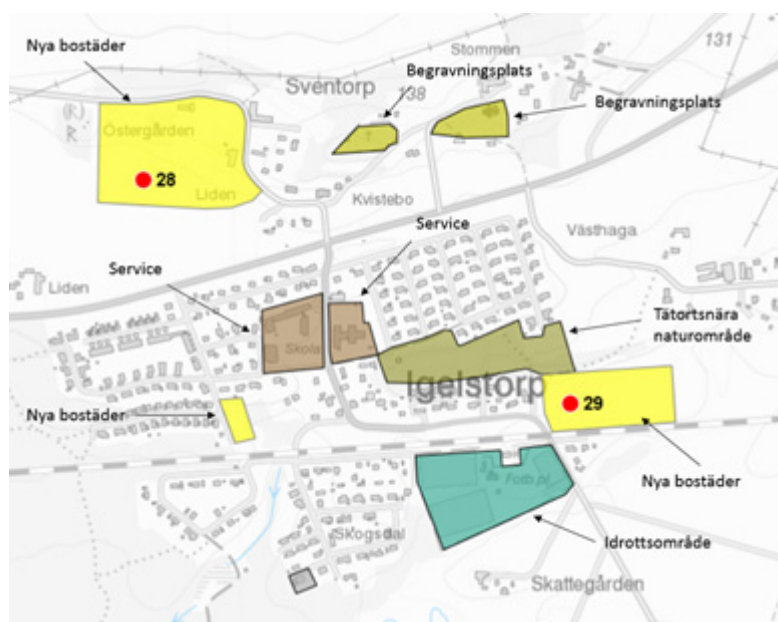 Nya bostäder
Stommen
131
Sventorp
138
Begravningsplats
Begravningsplats
(R)
R
Östergården
28
Liden
Kvistebo
Service
Västhaga
Service
Liden
Tätortsnära
naturområde
Skola
Igelstorp
29
Nya bostäder
Nya bostäder
Fotb.pl
Skogsdal
Idrottsområde
Skattegården